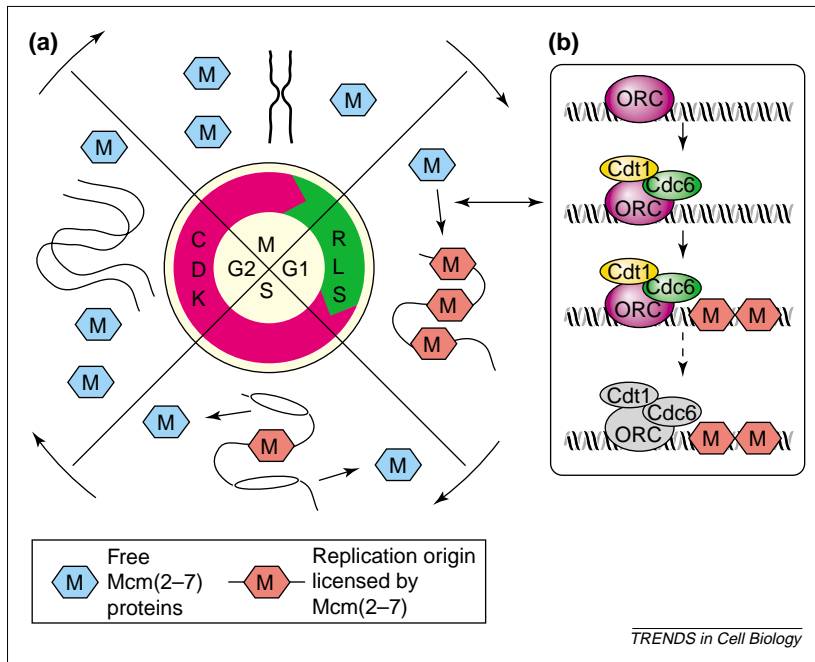 (a)
M
M
M
M
M
M
M
M
M
M
C
D
K
M
G2
G1
S
R
L
S
M
M
M
M
(b)
ORC
Cdt1
Cdc6
ORC
Cdt1
Cdc6
ORC
M M
Cdt1
Cdc6
ORC
M M
M
Free
Mcm(2–7)
proteins
M
Replication origin
licensed by
Mcm(2–7)
TRENDS in Cell Biology